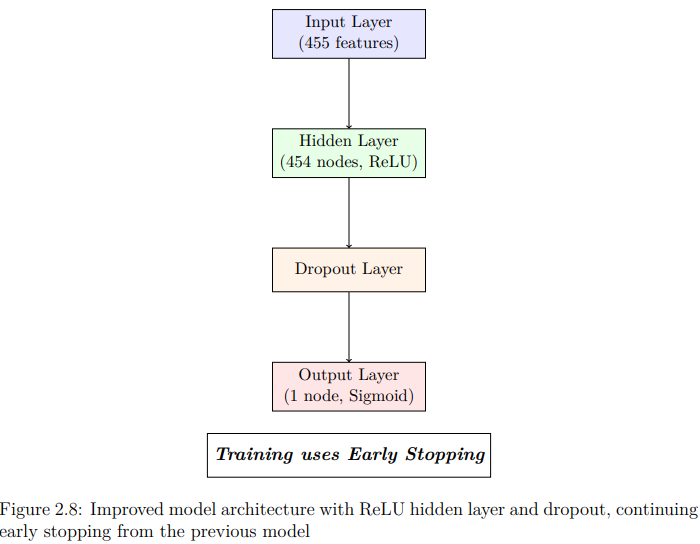 Input Layer
(455 features)
Hidden Layer
(454 nodes, ReLU)
Dropout Layer
Output Layer
(1 node, Sigmoid)
Training uses Early Stopping
Figure 2.8: Improved model architecture with ReLU hidden layer and dropout, continuing
early stopping from the previous model